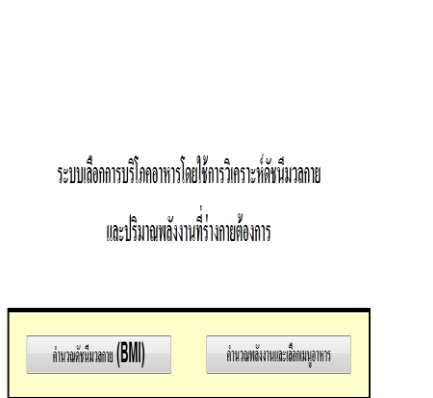 ระบบเลือกการบริโภคอาหารโดยใช้การวิเคราะห์ดัชนีมวลกาย
และปริมาณพลังงานที่ร่างกายต้องการ
คำนวณดัชนีมวลกาย (BMI)
คำนวณพลังงานและเลือกเมนูอาหาร